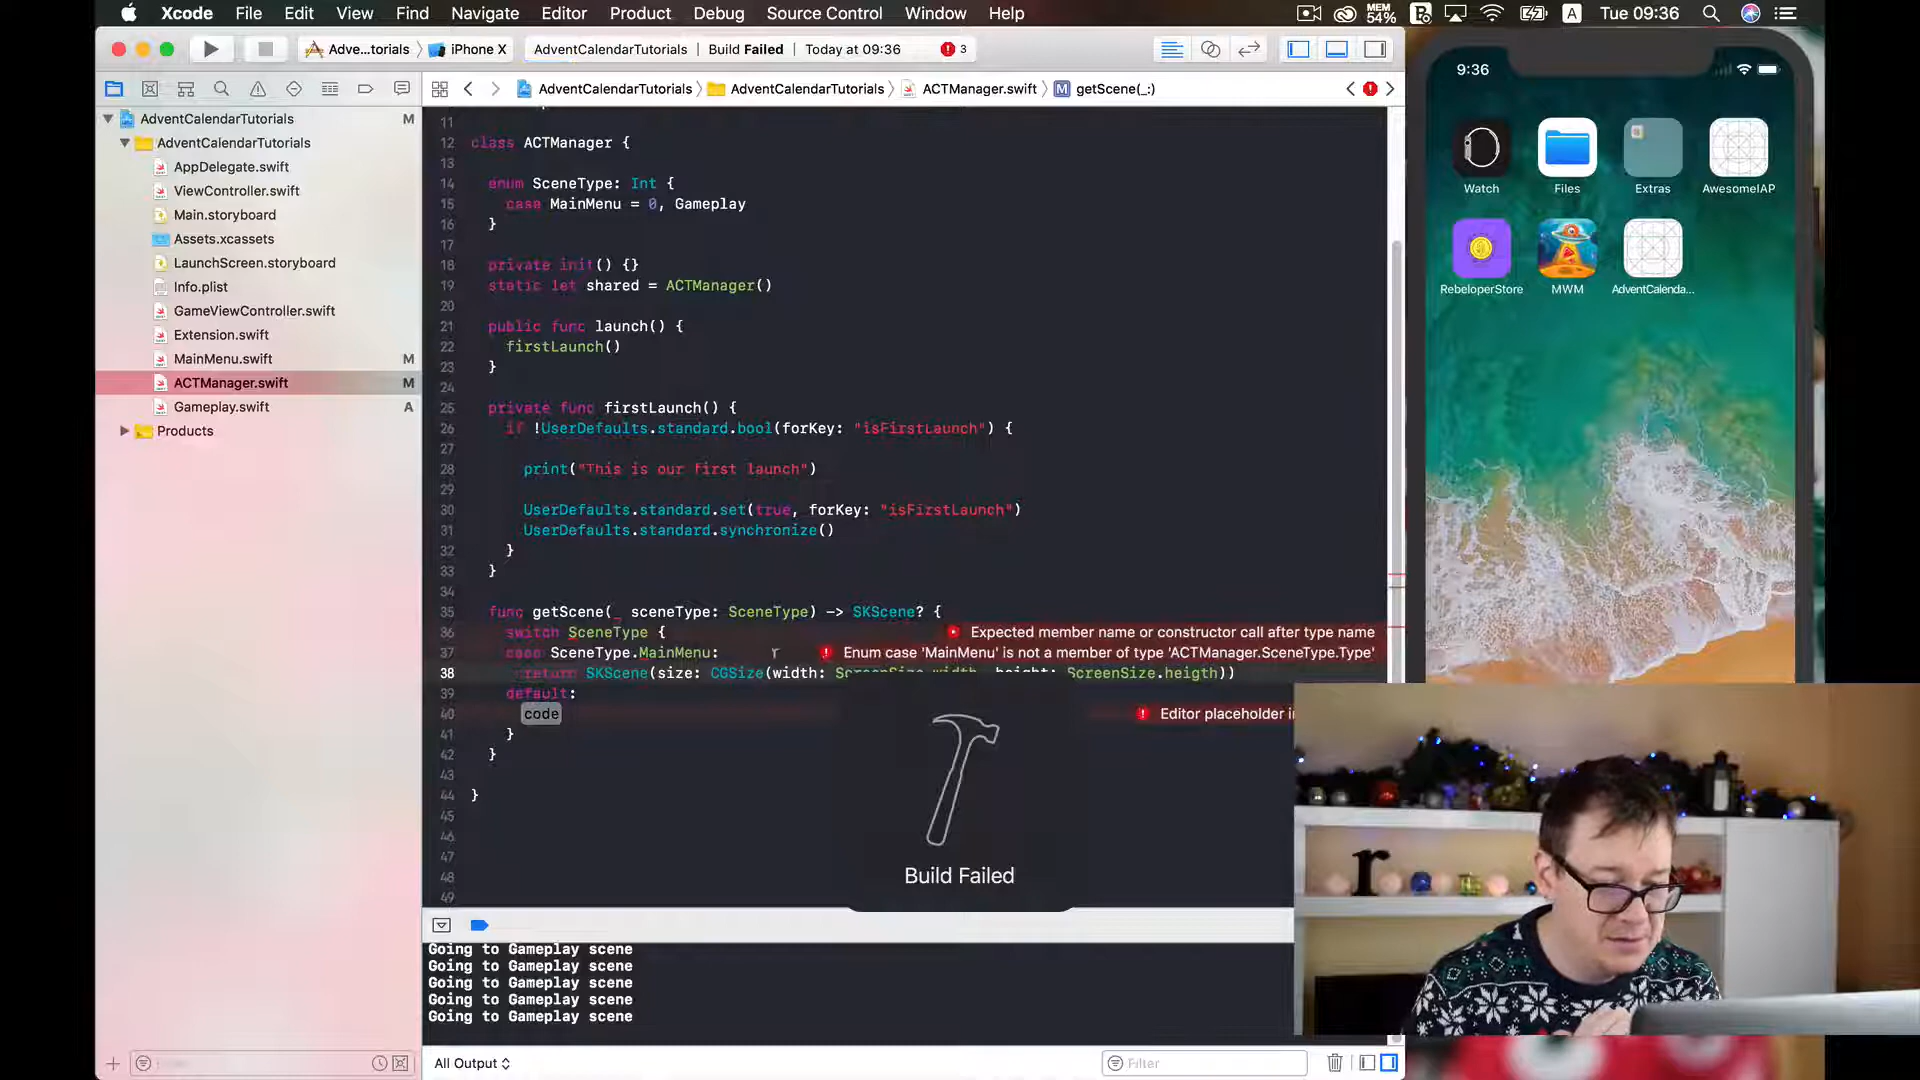 Xcode File Edit View Find Navigate Editor Product Debug Source Control Window Help MEM 54% A Tue 09:36
Adve...torials iPhone X AdventCalendarTutorials Build Failed Today at 09:36 3
AdventCalendarTutorials AdventCalendarTutorials ACTManager.swift M getScene(_:)
AdventCalendarTutorials M
AdventCalendarTutorials
AppDelegate.swift
ViewController.swift
Main.storyboard
Assets.xcassets
LaunchScreen.storyboard
Info.plist
GameViewController.swift
Extension.swift
MainMenu.swift M
ACTManager.swift M
Gameplay.swift A
Products
11
12 class ACTManager {
13
14 enum SceneType: Int {
15 case MainMenu = 0, Gameplay
16 }
17
18 private init() {}
19 static let shared = ACTManager()
20
21 public func launch() {
22 firstLaunch()
23 }
24
25 private func firstLaunch() {
26 if !UserDefaults.standard.bool(forKey: "isFirstLaunch") {
27
28 print("This is our first launch")
29
30 UserDefaults.standard.set(true, forKey: "isFirstLaunch")
31 UserDefaults.standard.synchronize()
32 }
33 }
34
35 func getScene(_ sceneType: SceneType) -> SKScene? {
36 switch SceneType { Expected member name or constructor call after type name
37 case SceneType.MainMenu: Enum case 'MainMenu' is not a member of type 'ACTManager.SceneType.Type'
38 return SKScene(size: CGSize(width: ScreenSize.width, height: ScreenSize.heigth))
39 default:
40 code Editor placeholder
41 }
42 }
43
44 }
45
46
47
48
49
Build Failed
Going to Gameplay scene
Going to Gameplay scene
Going to Gameplay scene
Going to Gameplay scene
Going to Gameplay scene
All Output Filter
9:36
Watch Files Extras AwesomeIAP
RebeloperStore MWM AdventCalenda...
r